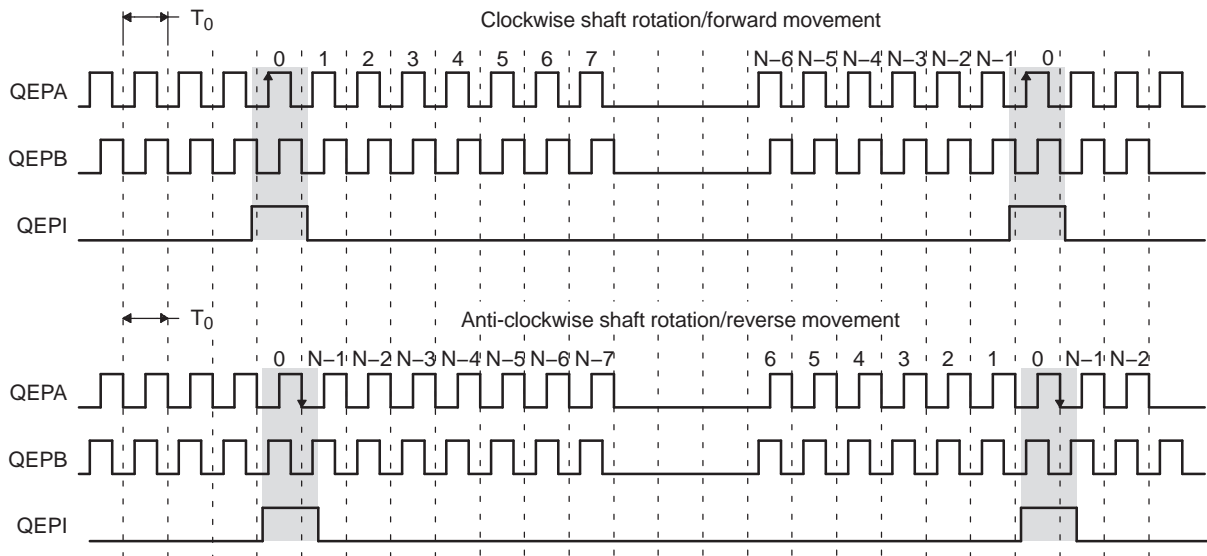 T0 Clockwise shaft rotation/forward movement
0 1 2 3 4 5 6 7 N–6 N–5 N–4 N–3 N–2 N–1 0
QEPA
QEPB
QEPI
T0 Anti-clockwise shaft rotation/reverse movement
0 N–1 N–2 N–3 N–4 N–5 N–6 N–7 6 5 4 3 2 1 0 N–1 N–2
QEPA
QEPB
QEPI